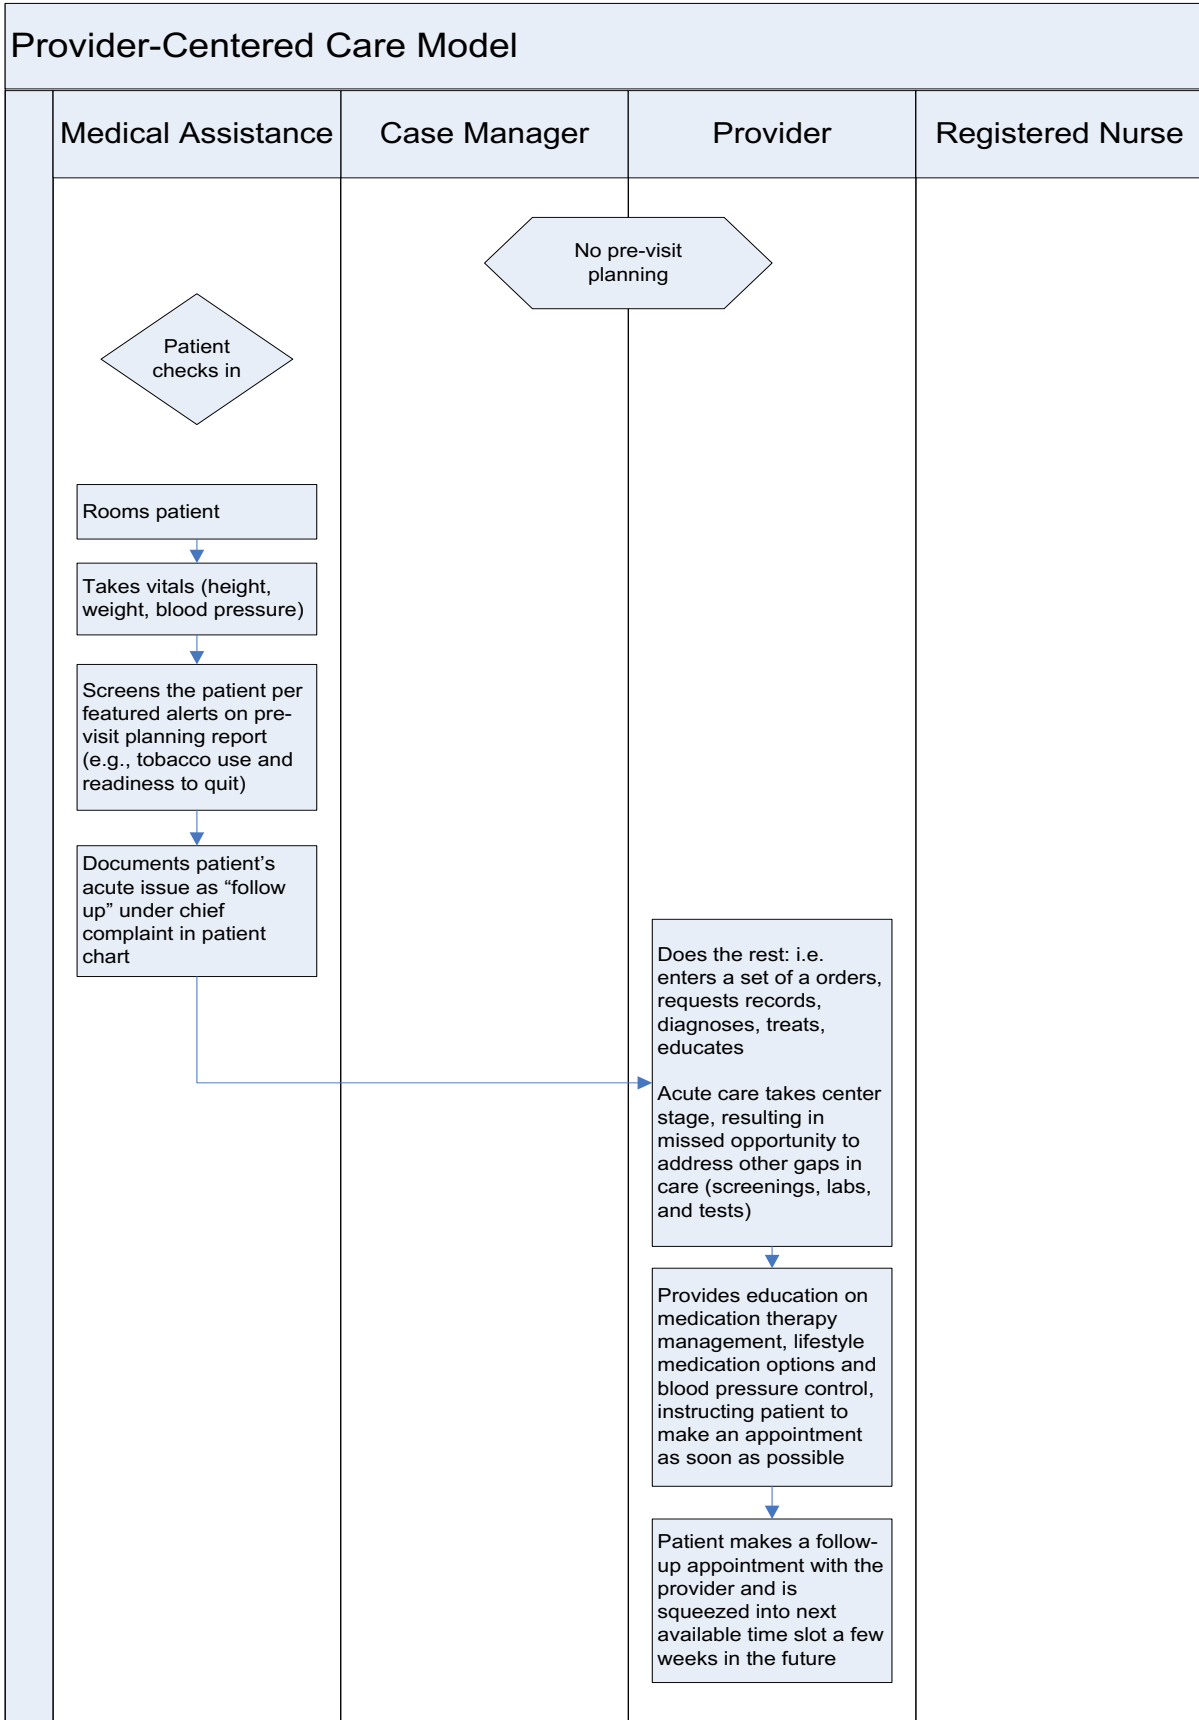 Provider-Centered Care Model
Medical Assistance
Case Manager
Provider
Registered Nurse
No pre-visit
planning
Patient
checks in
Rooms patient
Takes vitals (height,
weight, blood pressure)
Screens the patient per
featured alerts on pre-
visit planning report
(e.g., tobacco use and
readiness to quit)
Documents patient’s
acute issue as “follow
up” under chief
complaint in patient
chart
Does the rest: i.e.
enters a set of a orders,
requests records,
diagnoses, treats,
educates
Acute care takes center
stage, resulting in
missed opportunity to
address other gaps in
care (screenings, labs,
and tests)
Provides education on
medication therapy
management, lifestyle
medication options and
blood pressure control,
instructing patient to
make an appointment
as soon as possible
Patient makes a follow-
up appointment with the
provider and is
squeezed into next
available time slot a few
weeks in the future